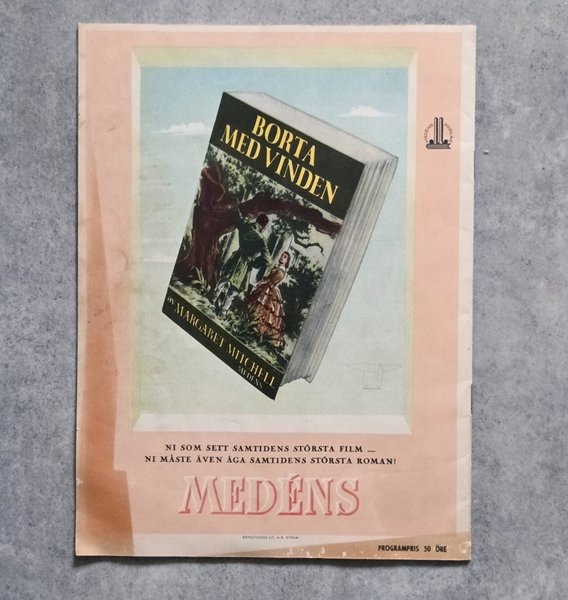 BORTA
MED VINDEN
av MARGARET MITCHELL
MEDÉNS
NI SOM SETT SAMTIDENS STÖRSTA FILM —
NI MÅSTE ÄVEN ÄGA SAMTIDENS STÖRSTA ROMAN!
MEDÉNS
PROGRAMPRIS 50 ÖRE